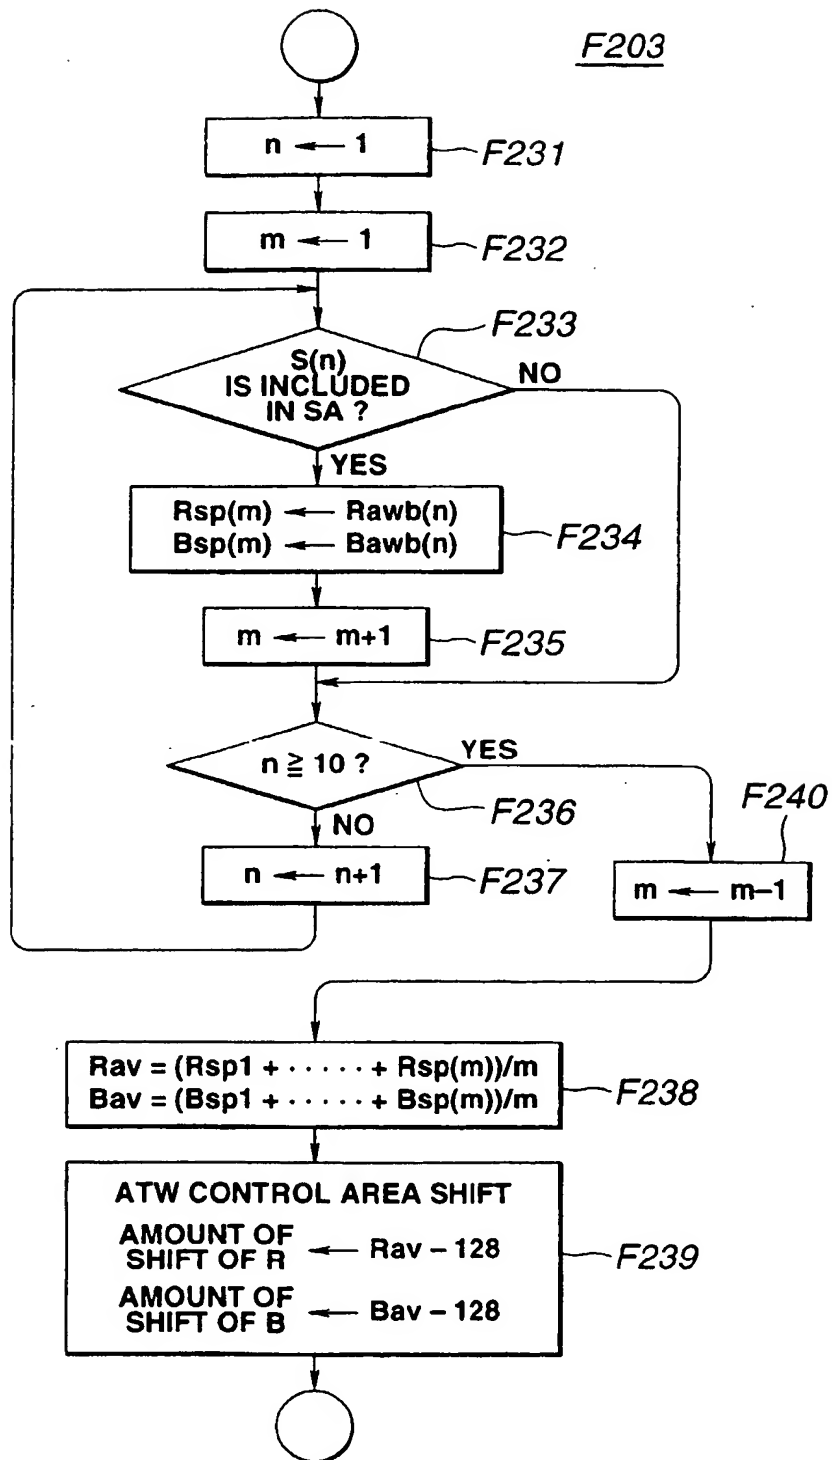 F203
n ← 1
F231
m ← 1
F232
F233
S(n)
IS INCLUDED
IN SA ?
NO
YES
Rsp(m) ← Rawb(n)
Bsp(m) ← Bawb(n)
F234
m ← m+1
F235
n ≧ 10 ?
YES
F236
NO
F240
n ← n+1
F237
m ← m−1
Rav = (Rsp1 + ····· + Rsp(m))/m
Bav = (Bsp1 + ····· + Bsp(m))/m
F238
ATW CONTROL AREA SHIFT
AMOUNT OF
SHIFT OF R ← Rav − 128
F239
AMOUNT OF
SHIFT OF B ← Bav − 128